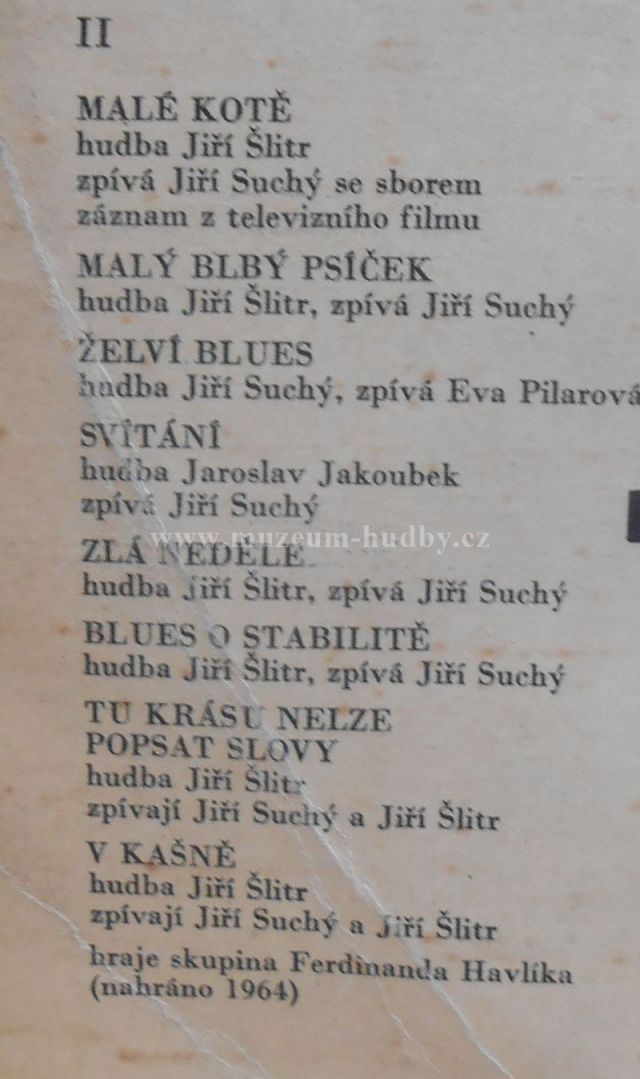 II
MALÉ KOTĚ
hudba Jiří Šlitr
zpívá Jiří Suchý se sborem
záznam z televizního filmu
MALÝ BLBÝ PSÍČEK
hudba Jiří Šlitr, zpívá Jiří Suchý
ŽELVÍ BLUES
hudba Jiří Suchý, zpívá Eva Pilarová
SVÍTÁNÍ
hudba Jaroslav Jakoubek
zpívá Jiří Suchý
www.muzeum-hudby.cz
ZLÁ NEDĚLE
hudba Jiří Šlitr, zpívá Jiří Suchý
BLUES O STABILITĚ
hudba Jiří Šlitr, zpívá Jiří Suchý
TU KRÁSU NELZE
POPSAT SLOVY
hudba Jiří Šlitr
zpívají Jiří Suchý a Jiří Šlitr
V KAŠNĚ
hudba Jiří Šlitr
zpívají Jiří Suchý a Jiří Šlitr
hraje skupina Ferdinanda Havlíka
(nahráno 1964)